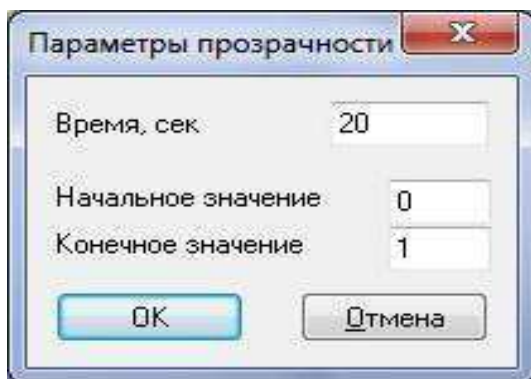 Параметры прозрачности
Время, сек 20
Начальное значение 0
Конечное значение 1
OK Отмена